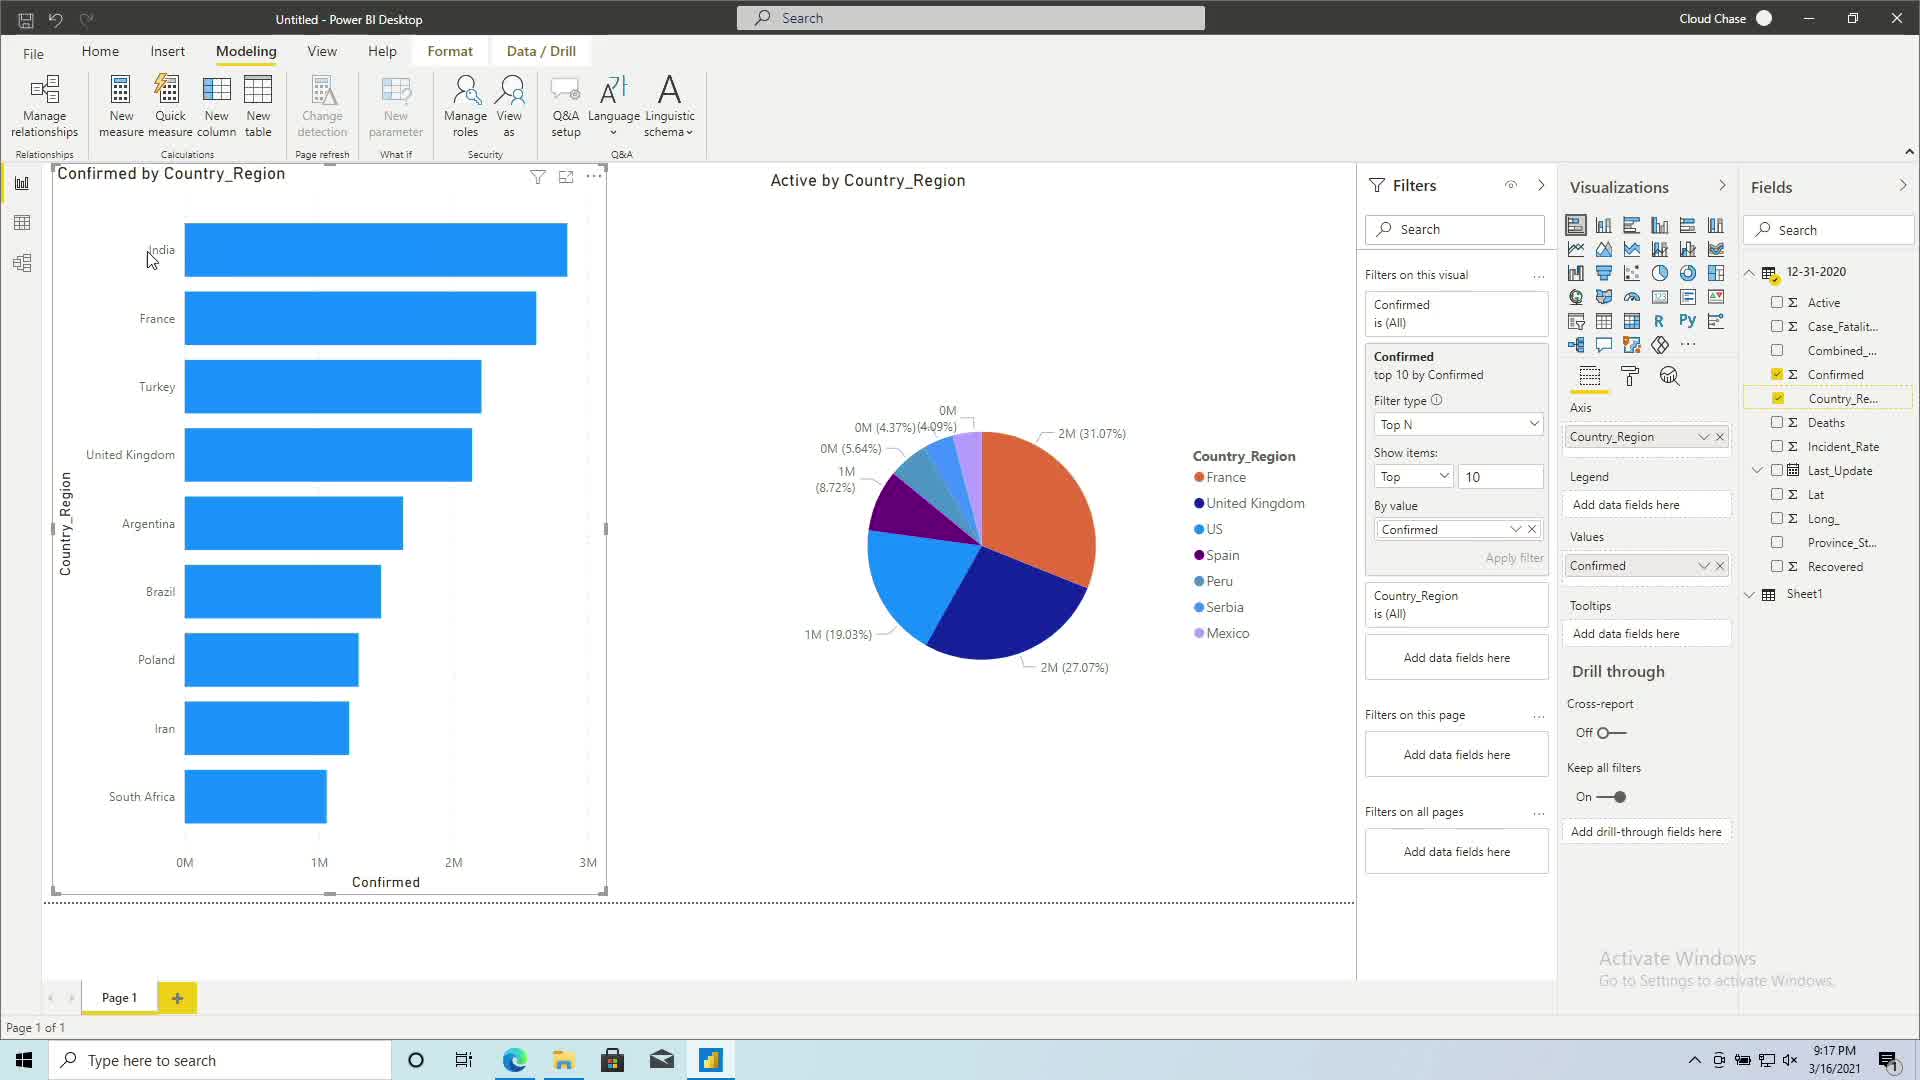 Untitled - Power BI Desktop
Search
Cloud Chase
File
Home
Insert
Modeling
View
Help
Format
Data / Drill
Manage
relationships
New
measure
Quick
measure
New
column
New
table
Change
detection
New
parameter
Manage
roles
View
as
Q&A
setup
Language
Linguistic
schema
Relationships
Calculations
Page refresh
What if
Security
Q&A
Confirmed by Country_Region
India
France
Turkey
United Kingdom
Argentina
Brazil
Poland
Iran
South Africa
Country_Region
0M
1M
2M
3M
Confirmed
Active by Country_Region
0M
(4.09%)
0M (4.37%)
0M (5.64%)
1M
(8.72%)
1M (19.03%)
2M (31.07%)
2M (27.07%)
Country_Region
France
United Kingdom
US
Spain
Peru
Serbia
Mexico
Filters
Search
Filters on this visual
...
Confirmed
is (All)
Confirmed
top 10 by Confirmed
Filter type
Top N
Show items:
Top
10
By value
Confirmed
Apply filter
Country_Region
is (All)
Add data fields here
Filters on this page
...
Add data fields here
Filters on all pages
...
Add data fields here
Visualizations
123
R
Py
...
Axis
Country_Region
Legend
Add data fields here
Values
Confirmed
Tooltips
Add data fields here
Drill through
Cross-report
Off
Keep all filters
On
Add drill-through fields here
Fields
Search
12-31-2020
Active
Case_Fatalit...
Combined_...
Confirmed
Country_Re...
Deaths
Incident_Rate
Last_Update
Lat
Long_
Province_St...
Recovered
Sheet1
Activate Windows
Go to Settings to activate Windows.
Page 1
Page 1 of 1
Type here to search
9:17 PM
3/16/2021
1